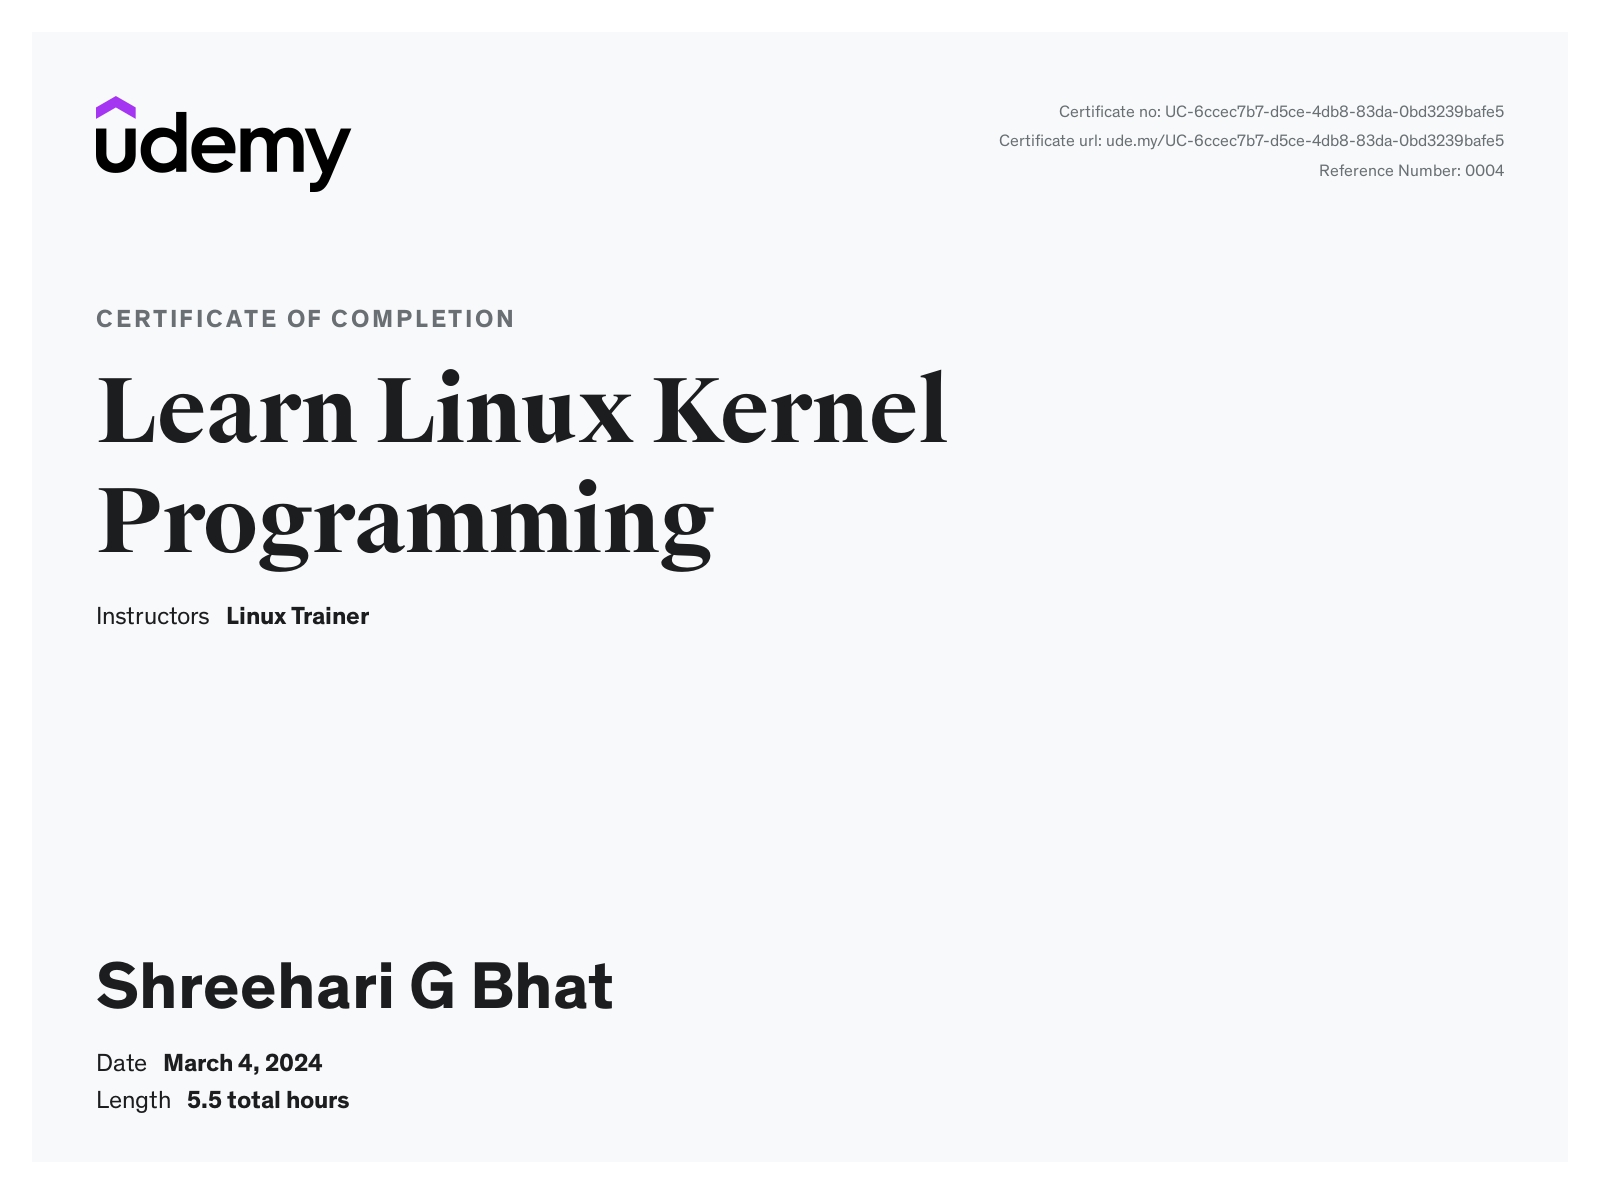 udemy
Certificate no: UC-6ccec7b7-d5ce-4db8-83da-0bd3239bafe5
Certificate url: ude.my/UC-6ccec7b7-d5ce-4db8-83da-0bd3239bafe5
Reference Number: 0004
CERTIFICATE OF COMPLETION
Learn Linux Kernel
Programming
Instructors Linux Trainer
Shreehari G Bhat
Date March 4, 2024
Length 5.5 total hours